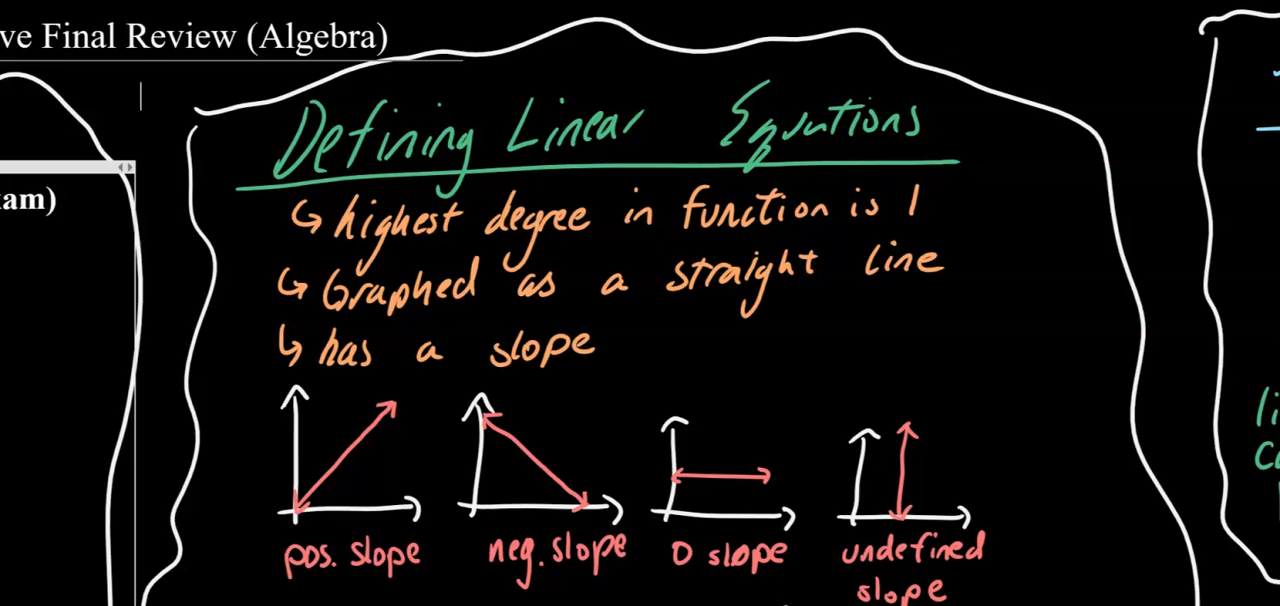 ve Final Review (Algebra)
am)
Defining Linear Equations
↳ highest degree in function is 1
↳ Graphed as a straight line
↳ has a slope
pos. slope
neg. slope
0 slope
undefined
slope